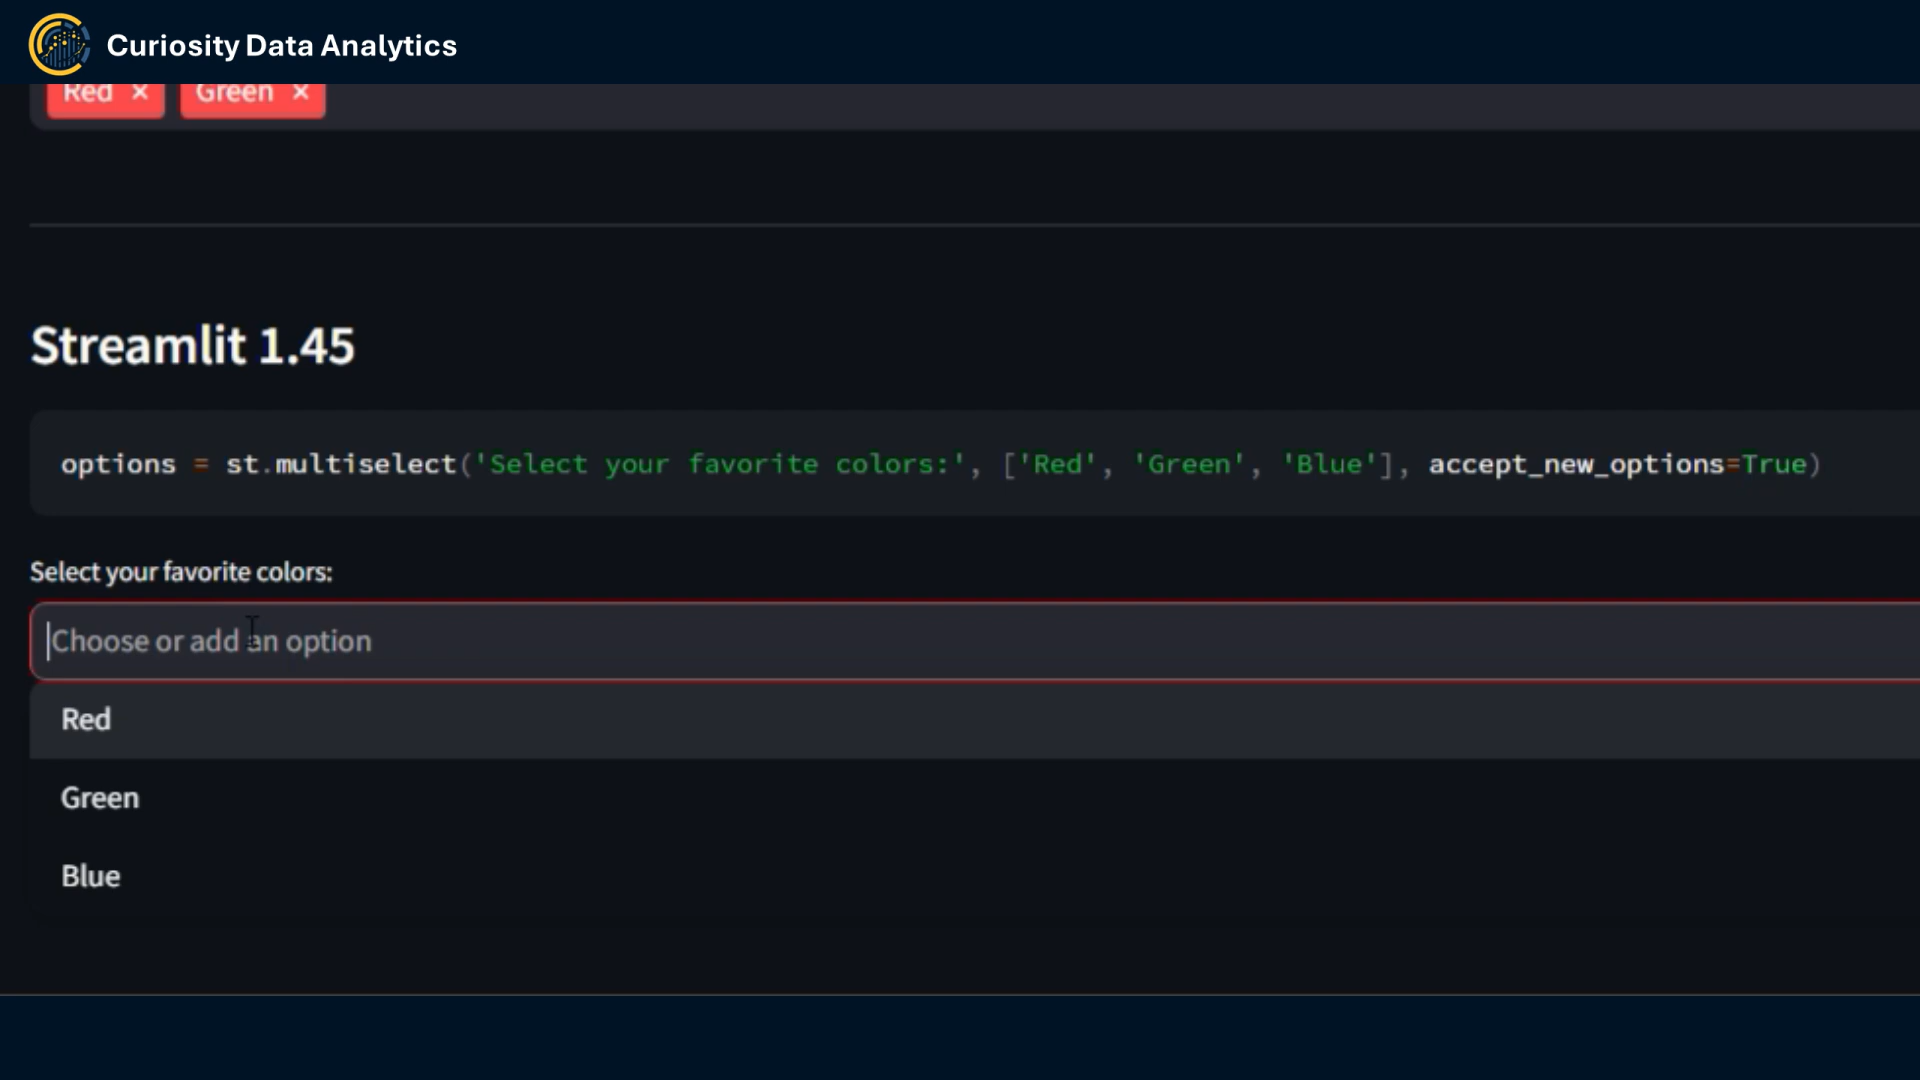 Curiosity Data Analytics
Red × Green ×
Streamlit 1.45
options = st.multiselect('Select your favorite colors:', ['Red', 'Green', 'Blue'], accept_new_options=True)
Select your favorite colors:
Choose or add an option
Red
Green
Blue